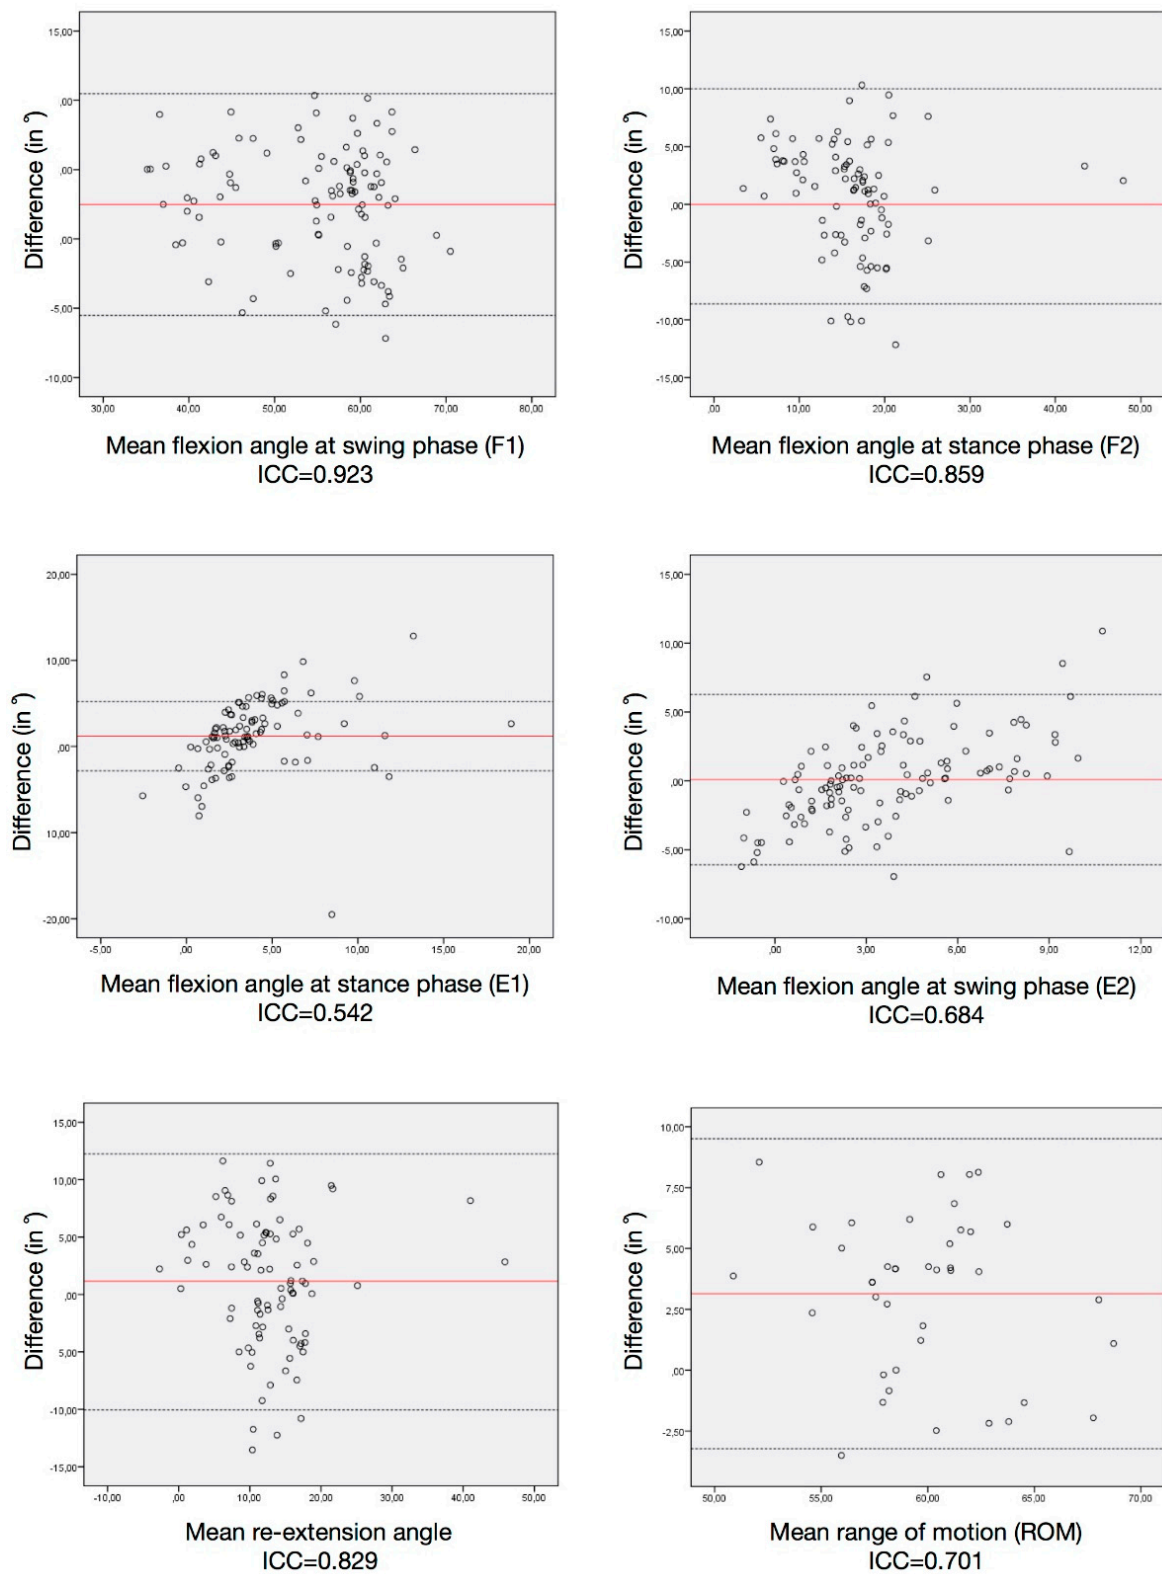 15,00
,00
,00
,00
-5,00
-10,00
Difference (in °)
30,00 40,00 50,00 60,00 70,00 80,00
Mean flexion angle at swing phase (F1)
ICC=0.923
15,00
10,00
5,00
,00
-5,00
-10,00
-15,00
Difference (in °)
,00 10,00 20,00 30,00 40,00 50,00
Mean flexion angle at stance phase (F2)
ICC=0.859
20,00
10,00
,00
10,00
-20,00
Difference (in °)
-5,00 ,00 5,00 10,00 15,00 20,00
Mean flexion angle at stance phase (E1)
ICC=0.542
15,00
10,00
5,00
,00
-5,00
-10,00
Difference (in °)
,00 3,00 6,00 9,00 12,00
Mean flexion angle at swing phase (E2)
ICC=0.684
15,00
10,00
5,00
,00
5,00
-10,00
-15,00
Difference (in °)
-10,00 ,00 10,00 20,00 30,00 40,00 50,00
Mean re-extension angle
ICC=0.829
10,00
7,50
5,00
2,50
,00
-2,50
Difference (in °)
50,00 55,00 60,00 65,00 70,00
Mean range of motion (ROM)
ICC=0.701